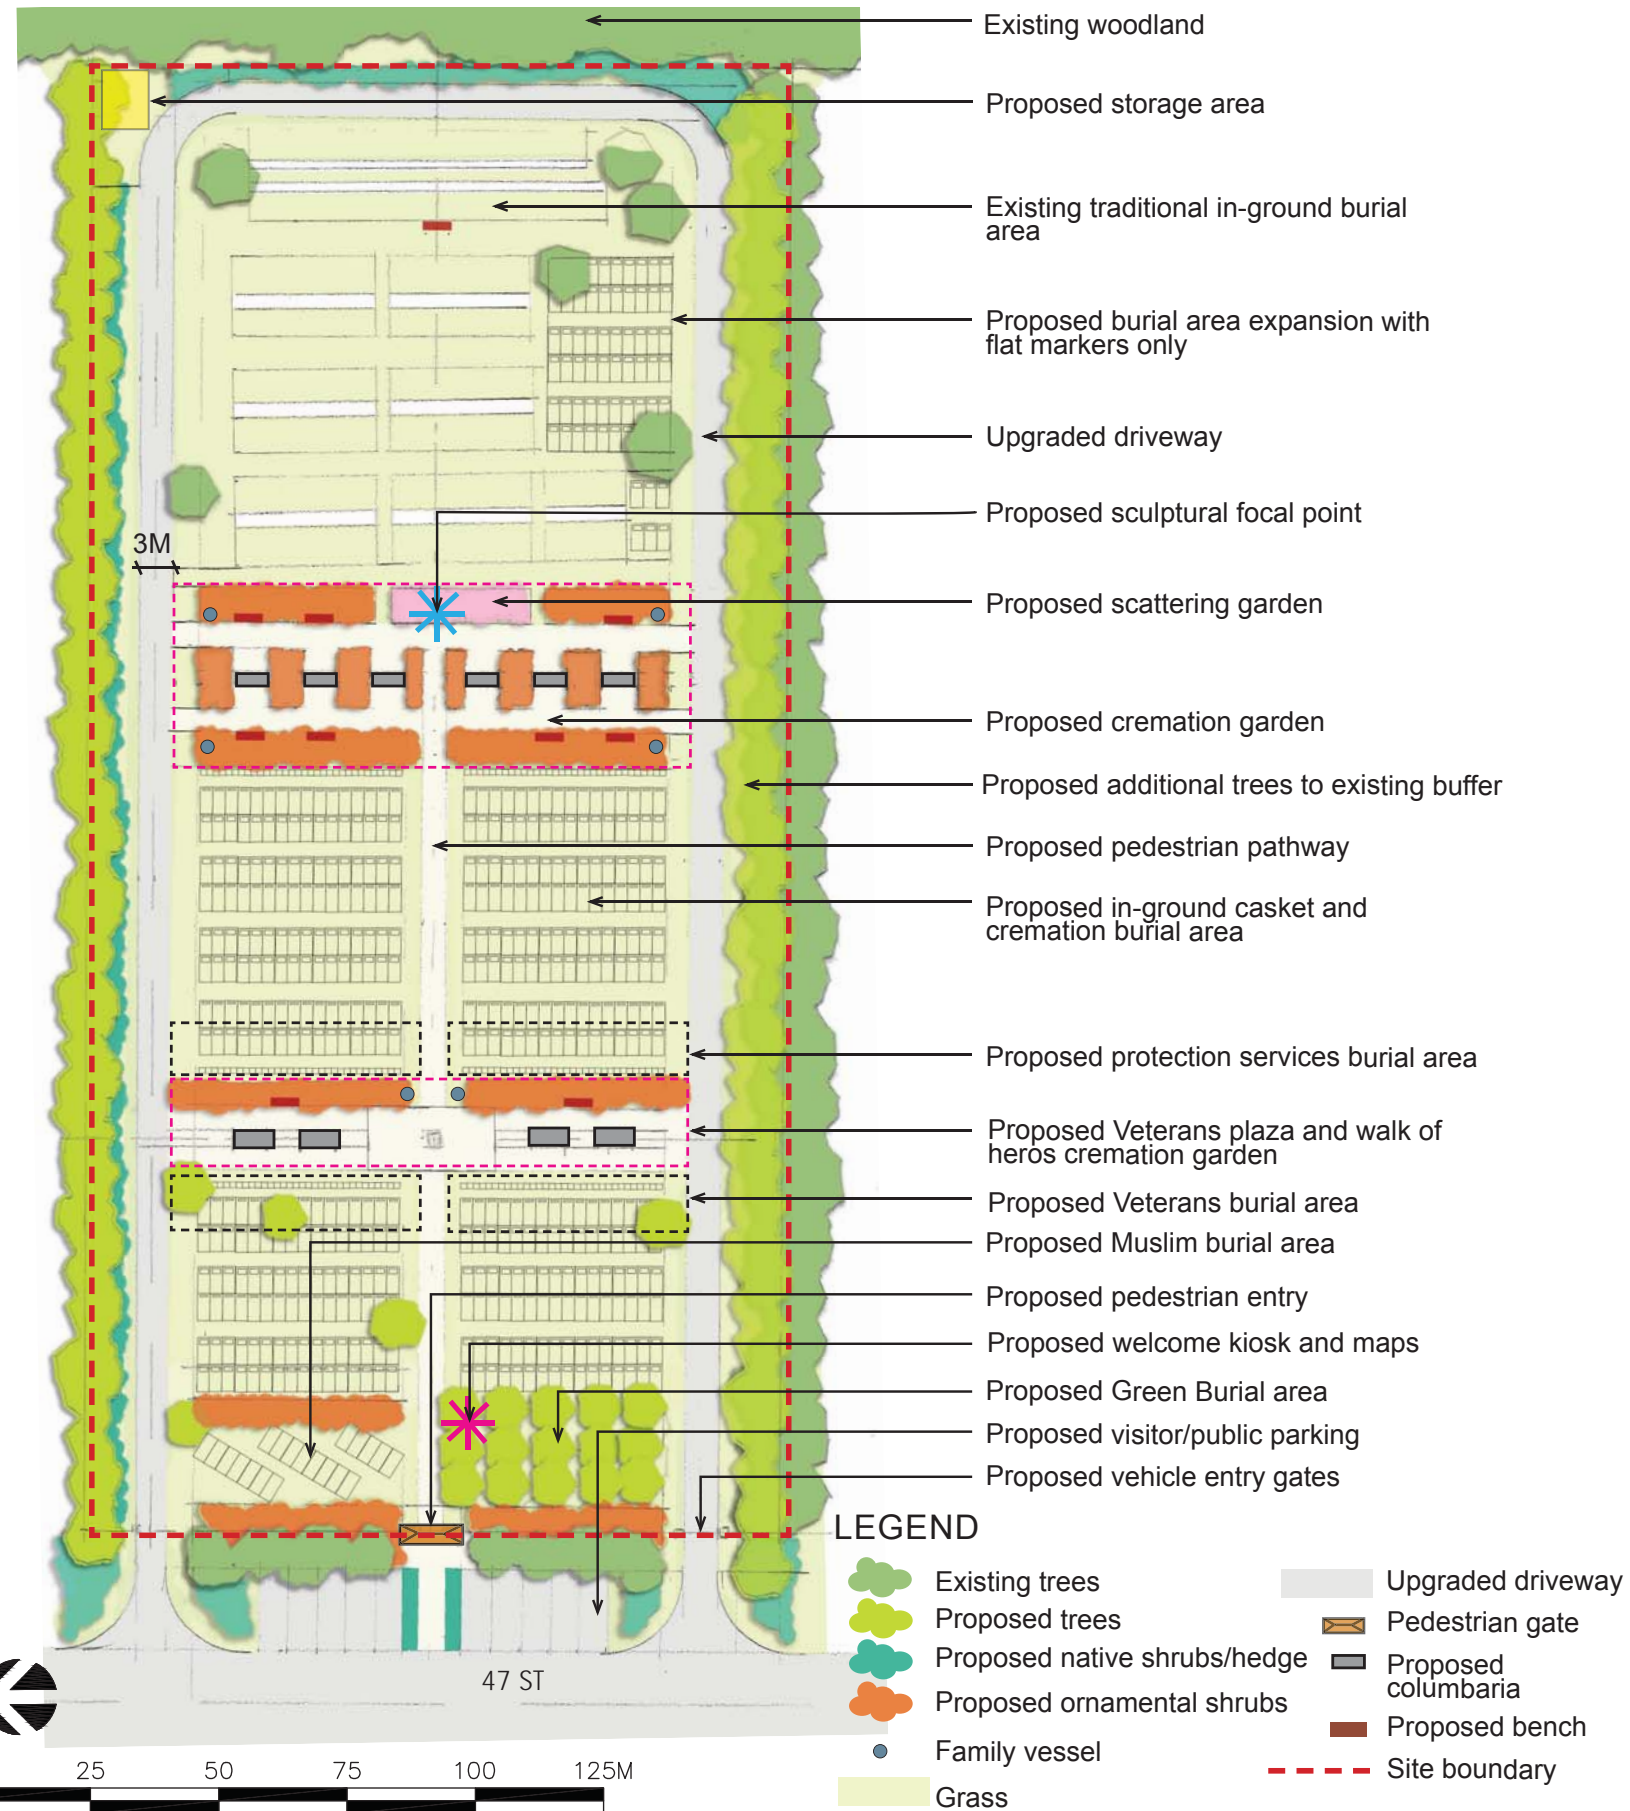 Existing woodland
Proposed storage area
Existing traditional in-ground burial
area
Proposed burial area expansion with
flat markers only
Upgraded driveway
Proposed sculptural focal point
3M
Proposed scattering garden
Proposed cremation garden
Proposed additional trees to existing buffer
Proposed pedestrian pathway
Proposed in-ground casket and
cremation burial area
Proposed protection services burial area
Proposed Veterans plaza and walk of
heros cremation garden
Proposed Veterans burial area
Proposed Muslim burial area
Proposed pedestrian entry
Proposed welcome kiosk and maps
Proposed Green Burial area
Proposed visitor/public parking
Proposed vehicle entry gates
LEGEND
Existing trees
Proposed trees
Proposed native shrubs/hedge
Proposed ornamental shrubs
Family vessel
Grass
Upgraded driveway
Pedestrian gate
Proposed
columbaria
Proposed bench
Site boundary
47 ST
25 50 75 100 125M